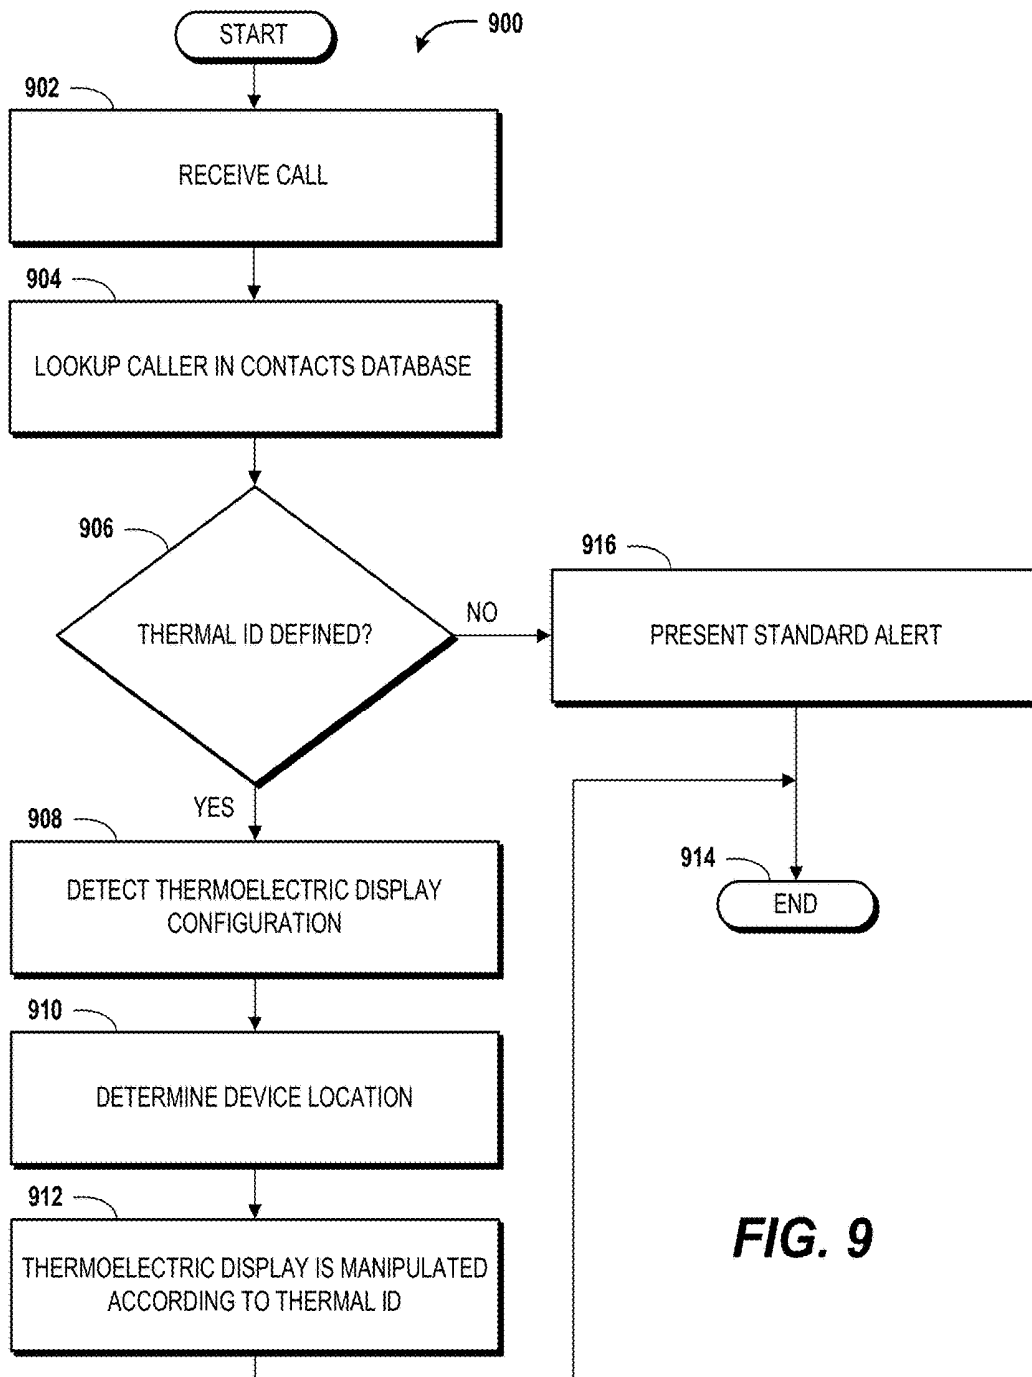 START
900
902
RECEIVE CALL
904
LOOKUP CALLER IN CONTACTS DATABASE
906
THERMAL ID DEFINED?
NO
916
PRESENT STANDARD ALERT
YES
908
DETECT THERMOELECTRIC DISPLAY
CONFIGURATION
914
END
910
DETERMINE DEVICE LOCATION
912
THERMOELECTRIC DISPLAY IS MANIPULATED
ACCORDING TO THERMAL ID
FIG. 9